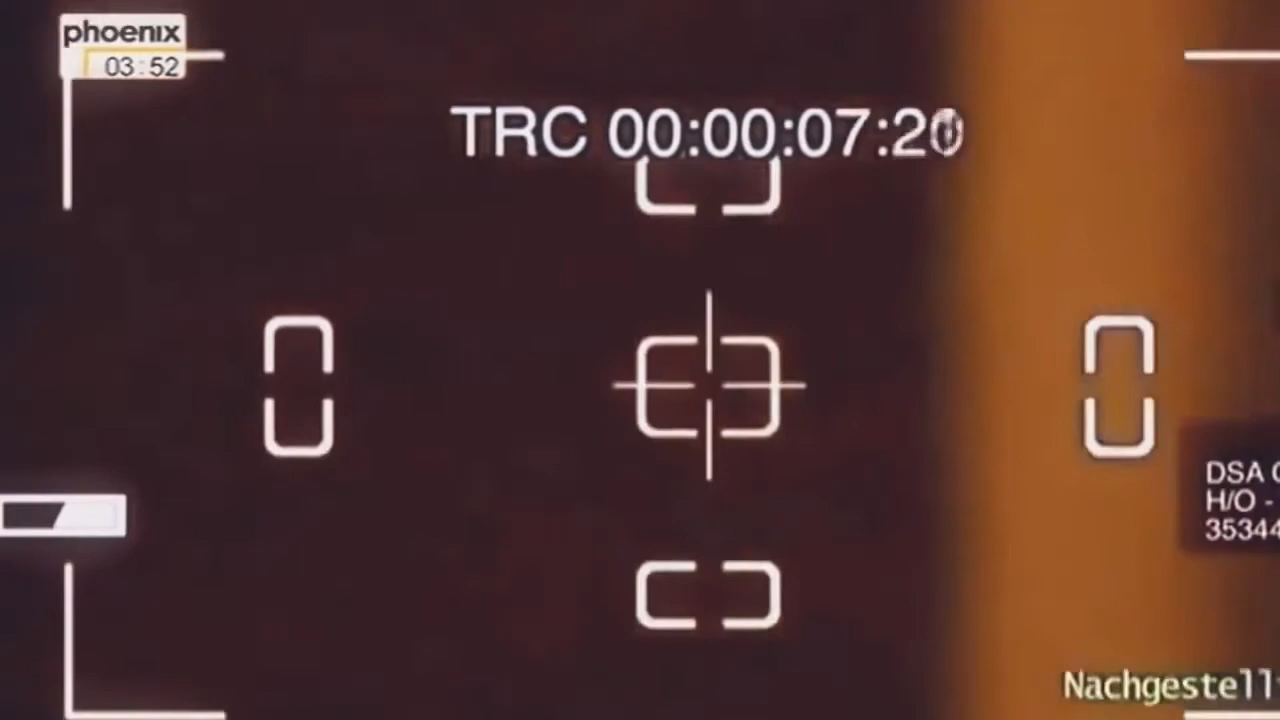 phoenix
03:52
TRC 00:00:07:20
DSA
H/O -
35344
Nachgestell